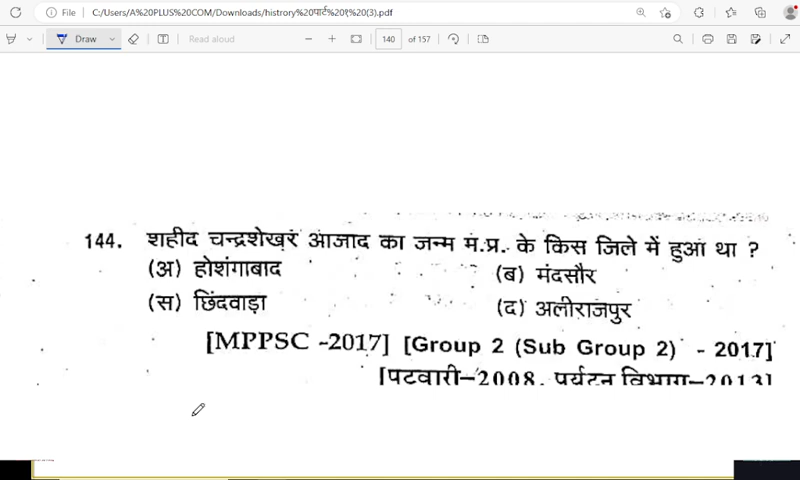 File
C:/Users/A%20PLUS%20COM/Downloads/histrory%20पार्ट%20१%20(3).pdf
Draw
Read aloud
140
of 157
144. शहीद चन्द्रशेखर आजाद का जन्म म.प्र. के किस जिले में हुआ था ?
(अ) होशंगाबाद (ब) मंदसौर
(स) छिंदवाड़ा (द) अलीराजपुर
[MPPSC -2017] [Group 2 (Sub Group 2) - 2017]
[पटवारी–2008, पर्यटन विभाग–2013]